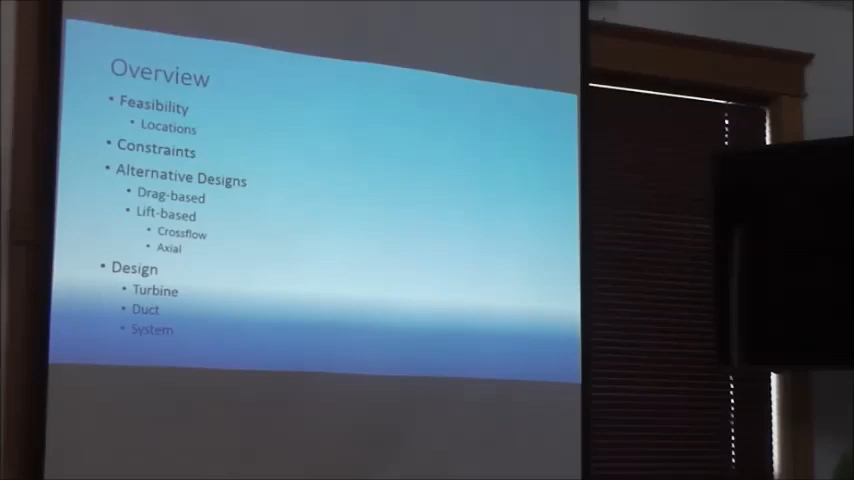 Overview
• Feasibility
• Locations
• Constraints
• Alternative Designs
• Drag-based
• Lift-based
• Crossflow
• Axial
• Design
• Turbine
• Duct
• System